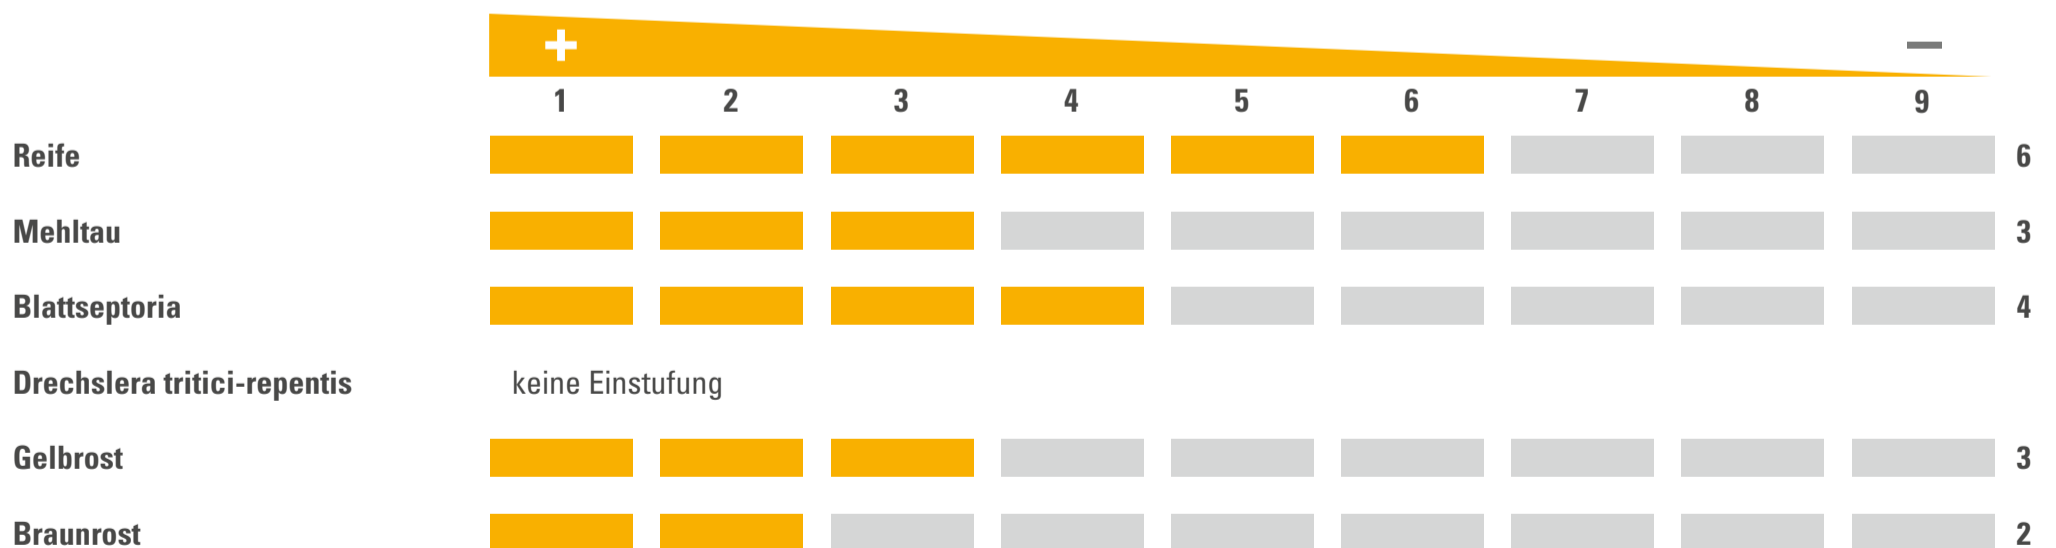 + –
1 2 3 4 5 6 7 8 9
Reife 6
Mehltau 3
Blattseptoria 4
Drechslera tritici-repentis keine Einstufung
Gelbrost 3
Braunrost 2